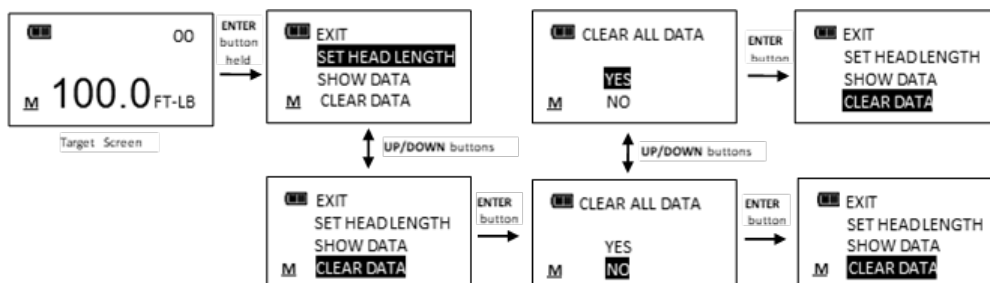 00
100.0 FT-LB
M
Target Screen
ENTER
button
held
EXIT
SET HEAD LENGTH
SHOW DATA
CLEAR DATA
M
UP/DOWN buttons
EXIT
SET HEAD LENGTH
SHOW DATA
CLEAR DATA
M
ENTER
button
CLEAR ALL DATA
YES
NO
M
UP/DOWN buttons
CLEAR ALL DATA
YES
NO
M
ENTER
button
EXIT
SET HEAD LENGTH
SHOW DATA
CLEAR DATA
ENTER
button
EXIT
SET HEAD LENGTH
SHOW DATA
CLEAR DATA
M